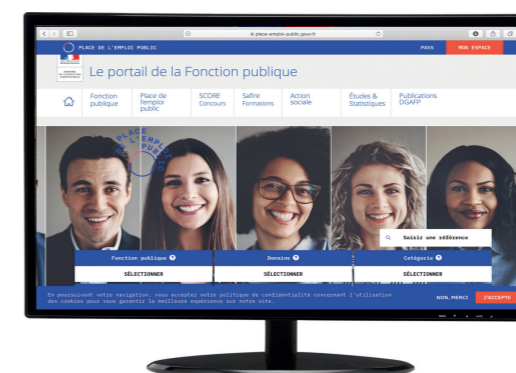 place-emploi-public.gouv.fr
PLACE DE L'EMPLOI PUBLIC
PASS
MON ESPACE
Le portail de la Fonction publique
Fonction publique
Place de l'emploi public
SCORE Concours
Safire Formations
Action sociale
Études & Statistiques
Publications DGAFP
PLACE DE L'EMPLOI PUBLIC
Saisir une référence
Fonction publique ?
Domaine ?
Catégorie ?
SÉLECTIONNER
SÉLECTIONNER
SÉLECTIONNER
En poursuivant votre navigation, vous acceptez notre politique de confidentialité concernant l'utilisation
des cookies pour vous garantir la meilleure expérience sur notre site.
NON, MERCI
J'ACCEPTE